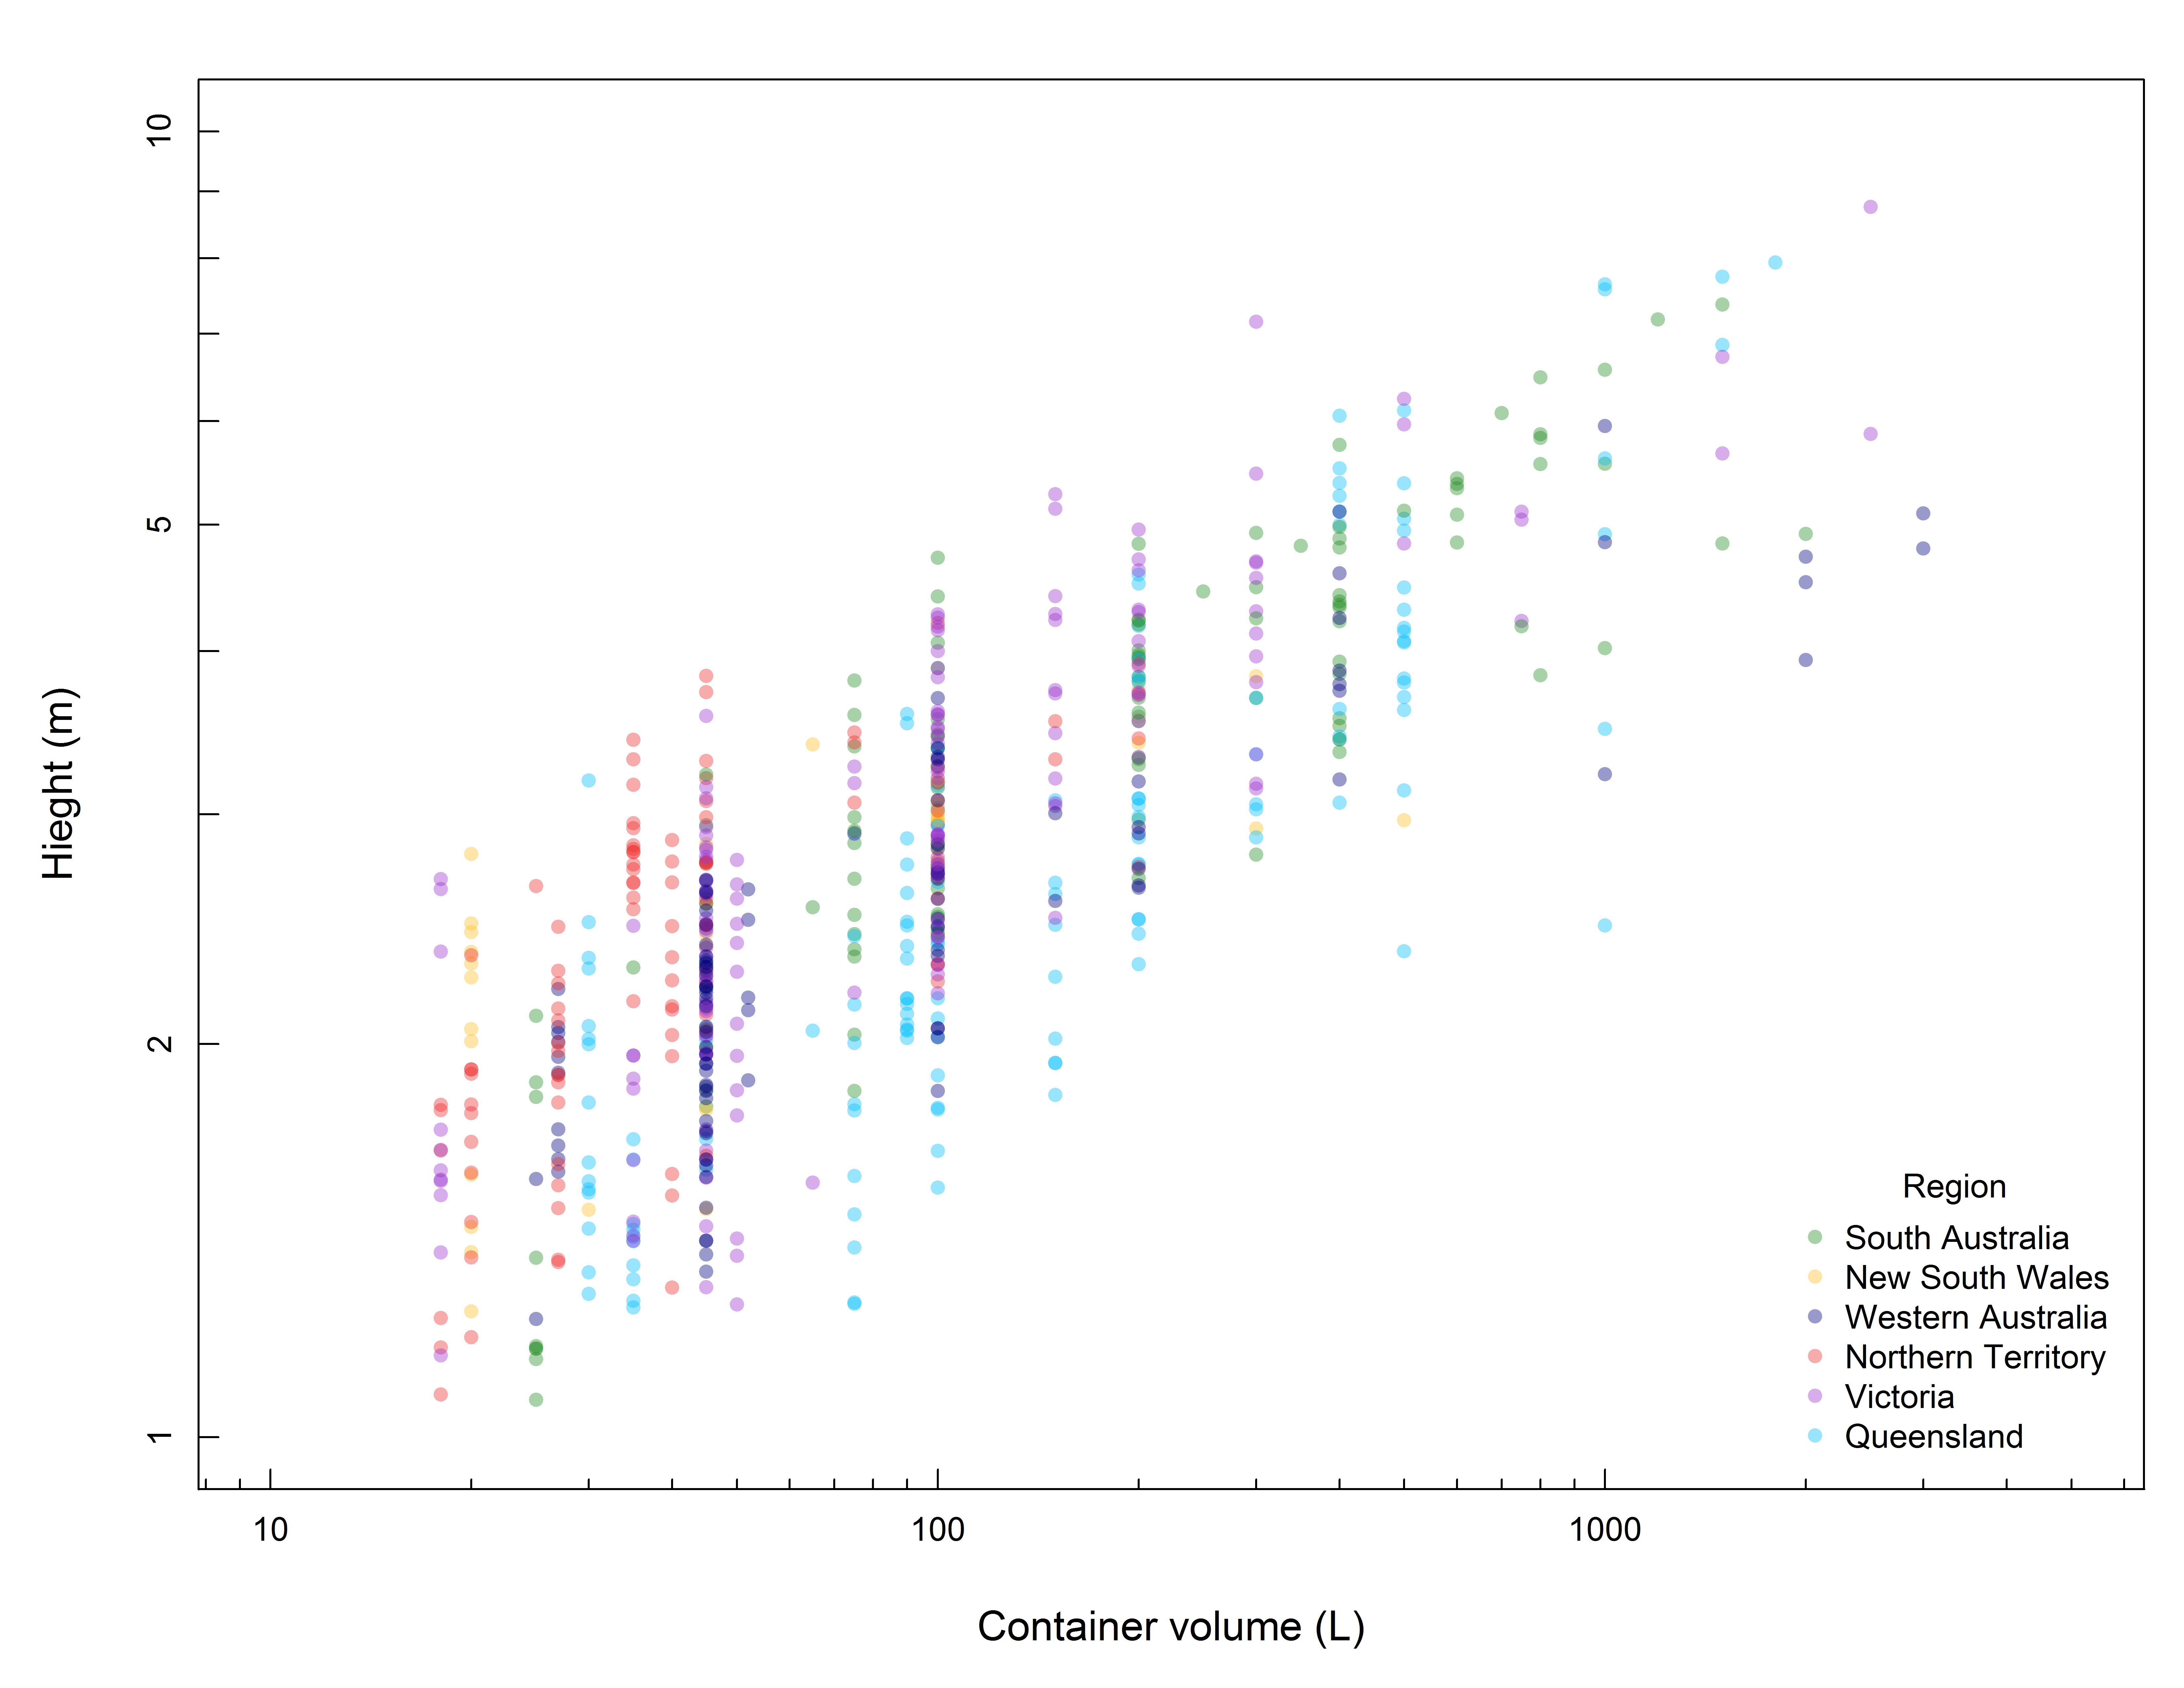 10
5
2
1
Hieght (m)
10
100
1000
Container volume (L)
Region
South Australia
New South Wales
Western Australia
Northern Territory
Victoria
Queensland